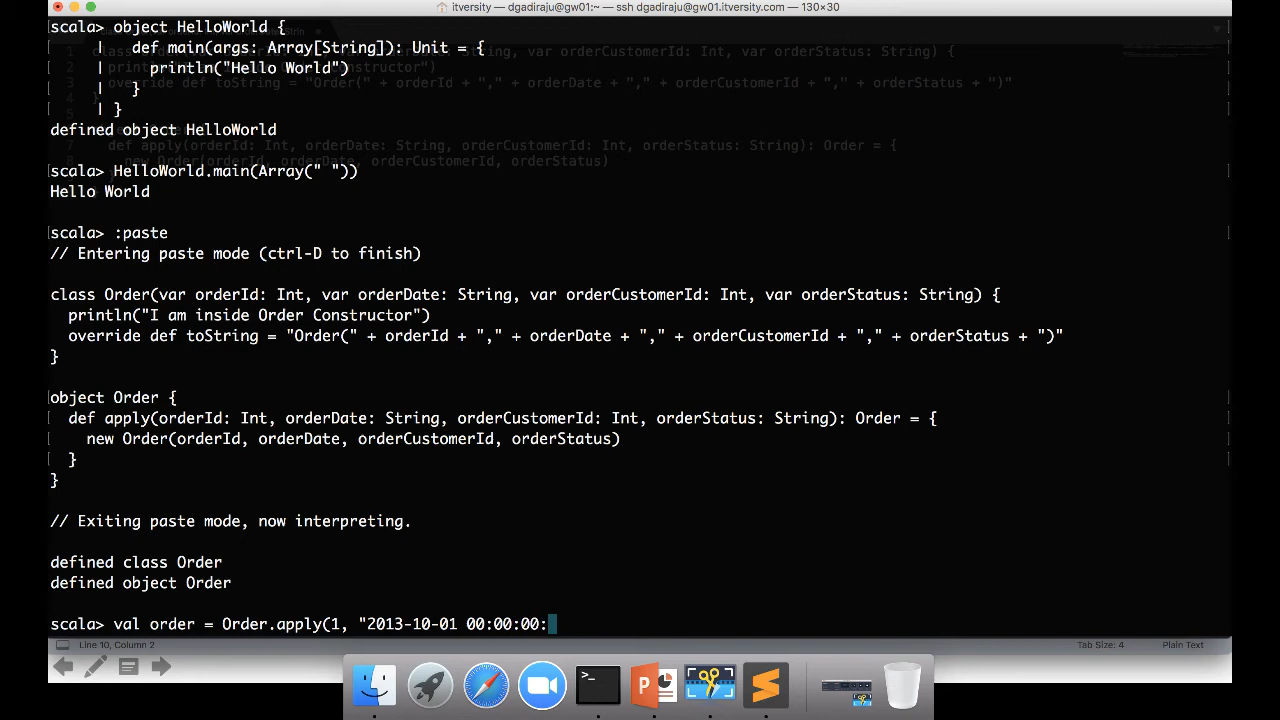 itversity — dgadiraju@gw01:~ — ssh dgadiraju@gw01.itversity.com — 130×30
scala> object HelloWorld {
| def main(args: Array[String]): Unit = {
| println("Hello World")
| }
| }
defined object HelloWorld
scala> HelloWorld.main(Array(" "))
Hello World
scala> :paste
// Entering paste mode (ctrl-D to finish)
class Order(var orderId: Int, var orderDate: String, var orderCustomerId: Int, var orderStatus: String) {
println("I am inside Order Constructor")
override def toString = "Order(" + orderId + "," + orderDate + "," + orderCustomerId + "," + orderStatus + ")"
}
object Order {
def apply(orderId: Int, orderDate: String, orderCustomerId: Int, orderStatus: String): Order = {
new Order(orderId, orderDate, orderCustomerId, orderStatus)
}
}
// Exiting paste mode, now interpreting.
defined class Order
defined object Order
scala> val order = Order.apply(1, "2013-10-01 00:00:00:
Line 10, Column 2
Tab Size: 4
Plain Text